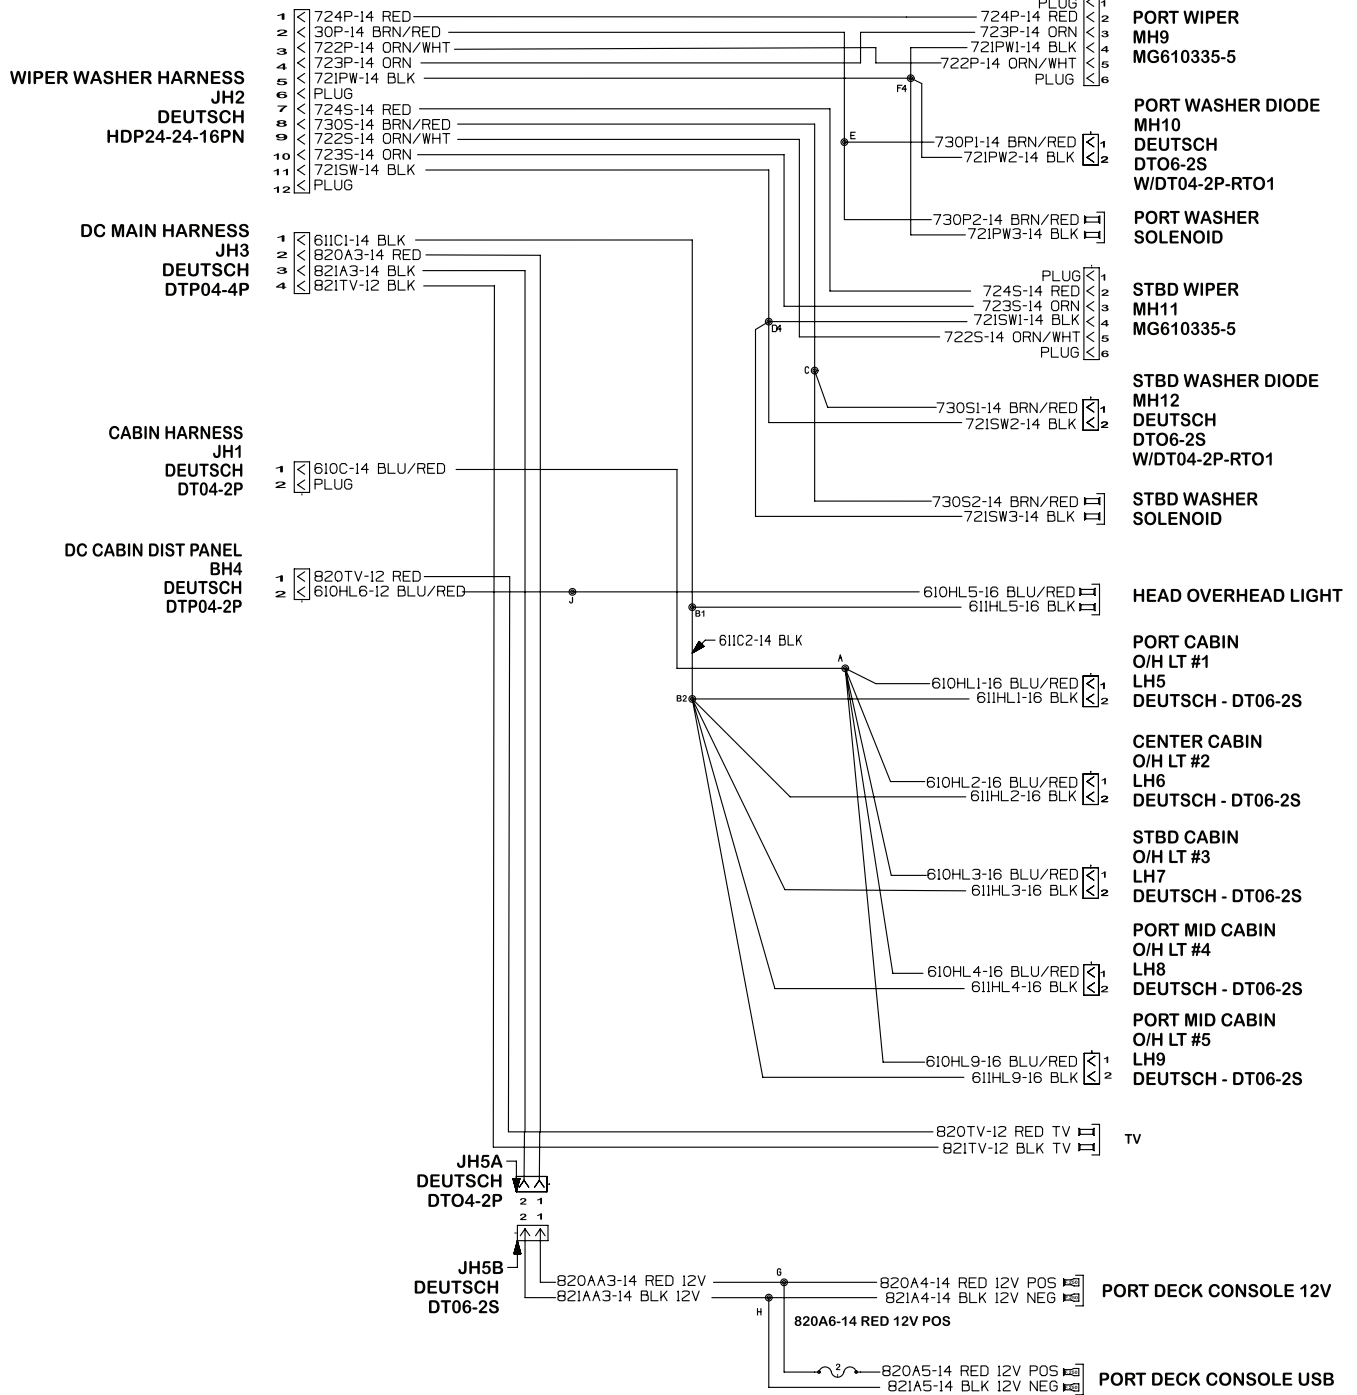 WIPER WASHER HARNESS
JH2
DEUTSCH
HDP24-24-16PN
1 724P-14 RED
2 30P-14 BRN/RED
3 722P-14 ORN/WHT
4 723P-14 ORN
5 721PW-14 BLK
6 PLUG
7 724S-14 RED
8 730S-14 BRN/RED
9 722S-14 ORN/WHT
10 723S-14 ORN
11 721SW-14 BLK
12 PLUG
PLUG 1
724P-14 RED 2
723P-14 ORN 3
721PW1-14 BLK 4
722P-14 ORN/WHT 5
PLUG 6
PORT WIPER
MH9
MG610335-5
F4
E
730P1-14 BRN/RED 1
721PW2-14 BLK 2
PORT WASHER DIODE
MH10
DEUTSCH
DTO6-2S
W/DT04-2P-RTO1
730P2-14 BRN/RED
721PW3-14 BLK
PORT WASHER
SOLENOID
DC MAIN HARNESS
JH3
DEUTSCH
DTP04-4P
1 611C1-14 BLK
2 820A3-14 RED
3 821A3-14 BLK
4 821TV-12 BLK
PLUG 1
724S-14 RED 2
723S-14 ORN 3
721SW1-14 BLK 4
722S-14 ORN/WHT 5
PLUG 6
STBD WIPER
MH11
MG610335-5
D4
C
730S1-14 BRN/RED 1
721SW2-14 BLK 2
STBD WASHER DIODE
MH12
DEUTSCH
DTO6-2S
W/DT04-2P-RTO1
CABIN HARNESS
JH1
DEUTSCH
DT04-2P
1 610C-14 BLU/RED
2 PLUG
730S2-14 BRN/RED
721SW3-14 BLK
STBD WASHER
SOLENOID
DC CABIN DIST PANEL
BH4
DEUTSCH
DTP04-2P
1 820TV-12 RED
2 610HL6-12 BLU/RED
J
610HL5-16 BLU/RED
611HL5-16 BLK
HEAD OVERHEAD LIGHT
B1
611C2-14 BLK
A
B2
610HL1-16 BLU/RED 1
611HL1-16 BLK 2
PORT CABIN
O/H LT #1
LH5
DEUTSCH - DT06-2S
610HL2-16 BLU/RED 1
611HL2-16 BLK 2
CENTER CABIN
O/H LT #2
LH6
DEUTSCH - DT06-2S
610HL3-16 BLU/RED 1
611HL3-16 BLK 2
STBD CABIN
O/H LT #3
LH7
DEUTSCH - DT06-2S
610HL4-16 BLU/RED 1
611HL4-16 BLK 2
PORT MID CABIN
O/H LT #4
LH8
DEUTSCH - DT06-2S
610HL9-16 BLU/RED 1
611HL9-16 BLK 2
PORT MID CABIN
O/H LT #5
LH9
DEUTSCH - DT06-2S
820TV-12 RED TV
821TV-12 BLK TV
TV
JH5A
DEUTSCH
DTO4-2P
2 1
2 1
JH5B
DEUTSCH
DT06-2S
820AA3-14 RED 12V
821AA3-14 BLK 12V
G
H
820A4-14 RED 12V POS
821A4-14 BLK 12V NEG
PORT DECK CONSOLE 12V
820A6-14 RED 12V POS
2
820A5-14 RED 12V POS
821A5-14 BLK 12V NEG
PORT DECK CONSOLE USB